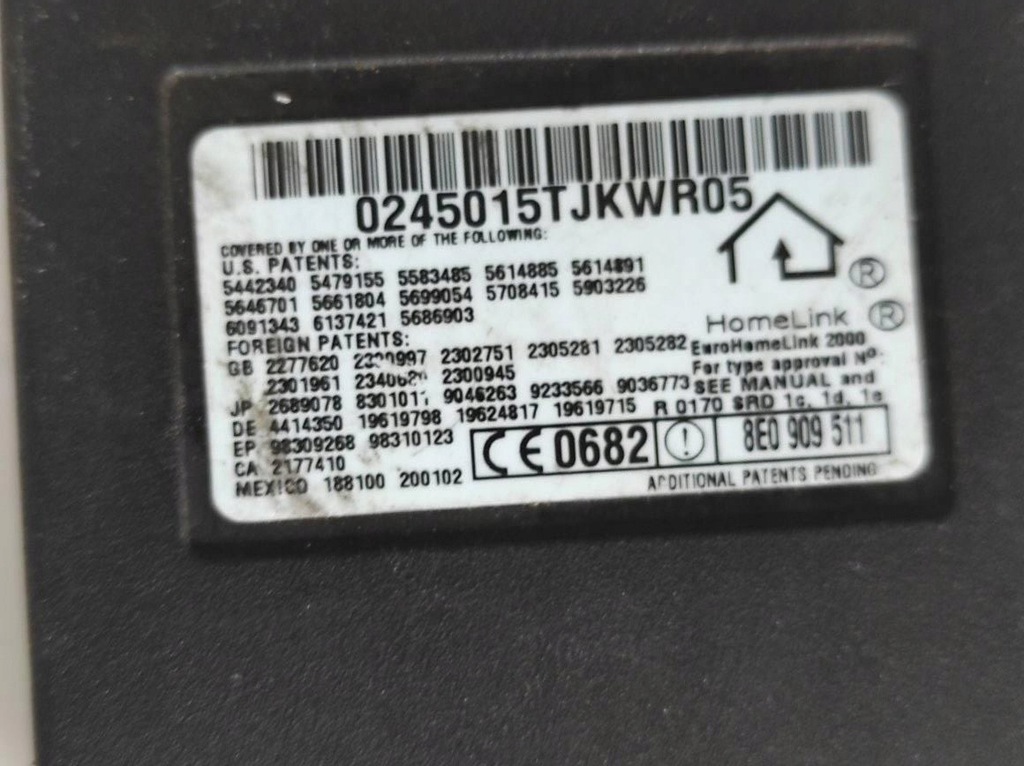 0245015TJKWR05
COVERED BY ONE OR MORE OF THE FOLLOWING:
U.S. PATENTS:
5442340 5479155 5583485 5614885 5614891
5646701 5661804 5699054 5708415 5903226
6091343 6137421 5686903
FOREIGN PATENTS:
GB 2277620 2302751 2305281 2305282
2301961 2300945
JP 2689078 9046263 9233566 9036773
DE 4414350 19619798 19624817 19619715
EP 98309268 98310123
CA 2177410
MEXICO 188100 200102
HomeLink ®
®
EuroHomeLink 2000
For type approval Nº:
SEE MANUAL and
R 0170 SRD 1c, 1d, 1e
CE 0682 ! 8E0 909 511
ADDITIONAL PATENTS PENDING